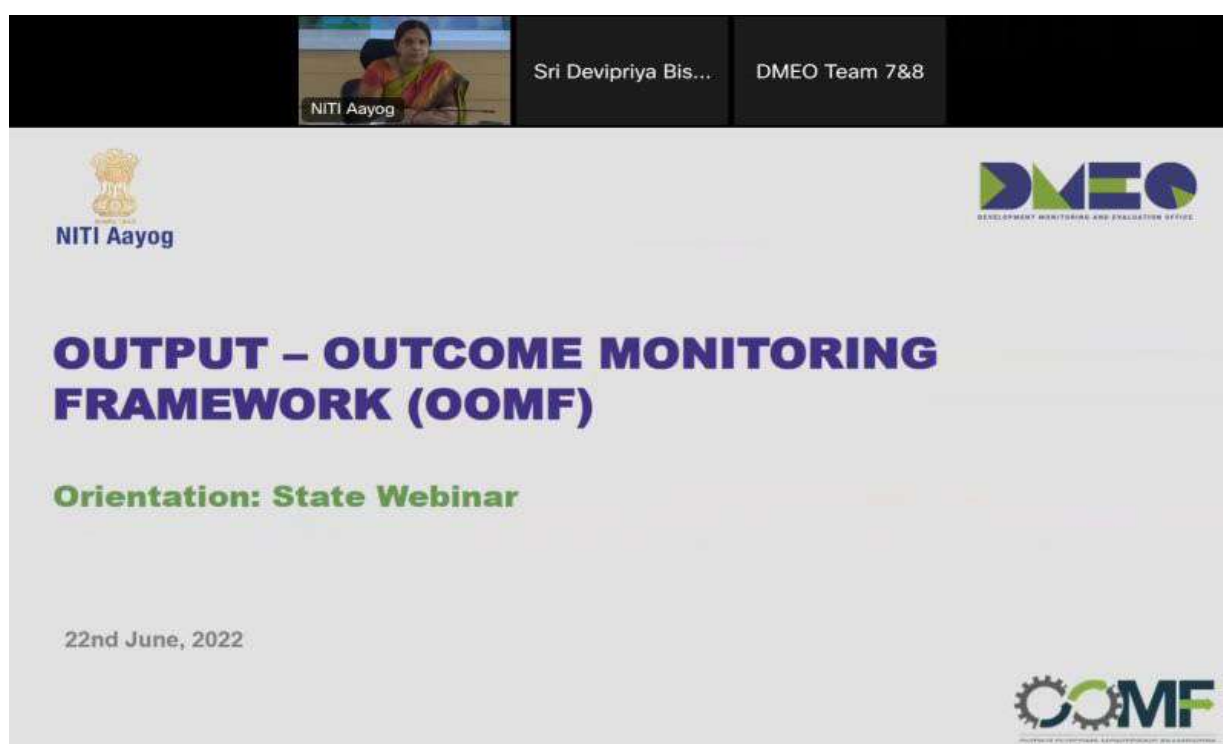 NITI Aayog
Sri Devipriya Bis...
DMEO Team 7&8
NITI Aayog
DMEO
DEVELOPMENT MONITORING AND EVALUATION OFFICE
OUTPUT – OUTCOME MONITORING
FRAMEWORK (OOMF)
Orientation: State Webinar
22nd June, 2022
OOMF